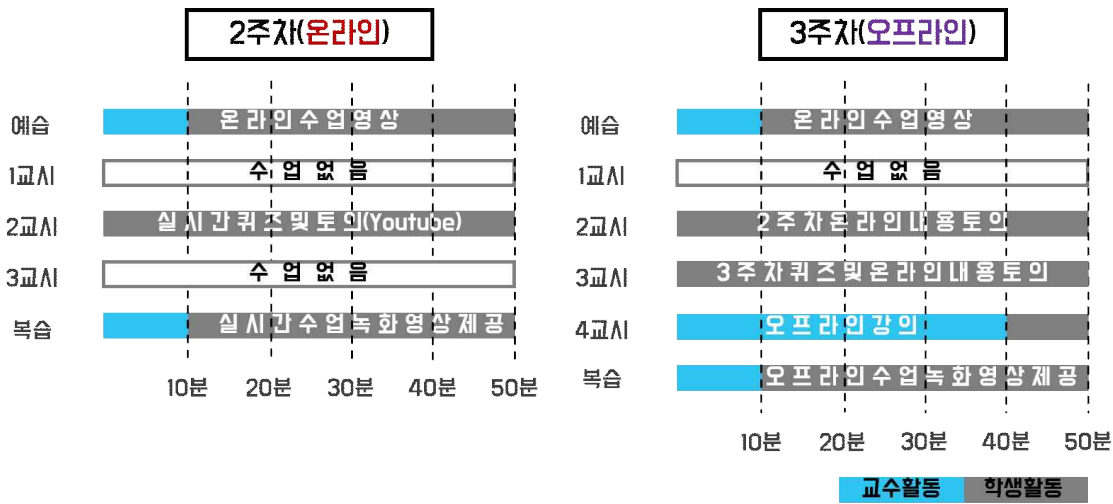 2주차(온라인)
예습 온라인수업영상
1교시 수업없음
2교시 실시간퀴즈및토의(Youtube)
3교시 수업없음
복습 실시간수업녹화영상제공
10분 20분 30분 40분 50분
3주차(오프라인)
예습 온라인수업영상
1교시 수업없음
2교시 2주차온라인내용토의
3교시 3주차퀴즈및온라인내용토의
4교시 오프라인강의
복습 오프라인수업녹화영상제공
10분 20분 30분 40분 50분
교수활동 학생활동